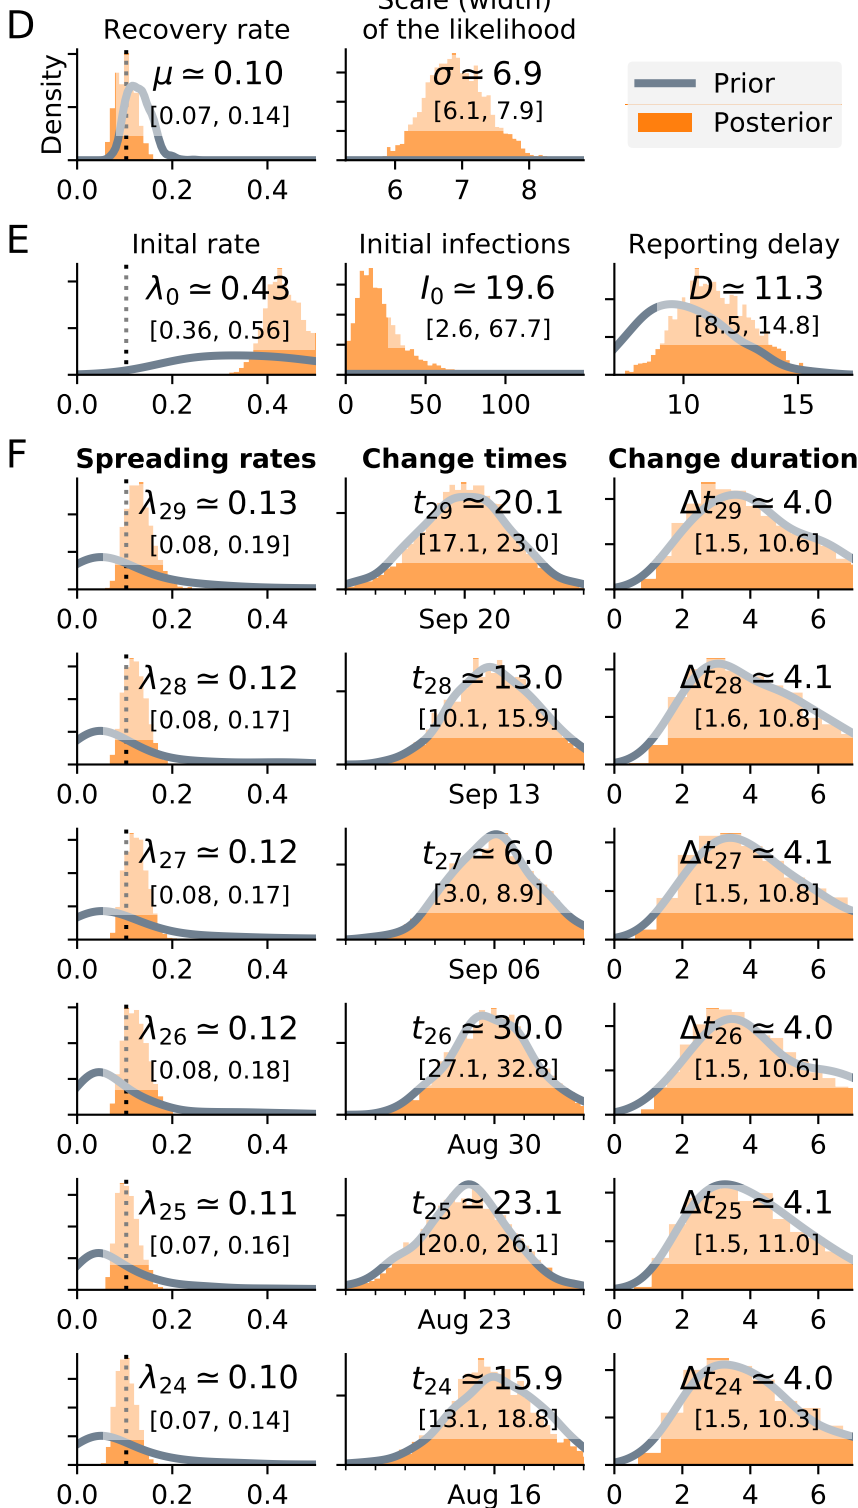 D
Recovery rate
Scale (width)
of the likelihood
Density
μ ≃ 0.10
[0.07, 0.14]
0.0 0.2 0.4
σ ≃ 6.9
[6.1, 7.9]
6 7 8
Prior
Posterior
E
Inital rate
λ0 ≃ 0.43
[0.36, 0.56]
0.0 0.2 0.4
Initial infections
I0 ≃ 19.6
[2.6, 67.7]
0 50 100
Reporting delay
D ≃ 11.3
[8.5, 14.8]
10 15
F
Spreading rates
Change times
Change duration
λ29 ≃ 0.13
[0.08, 0.19]
0.0 0.2 0.4
t29 ≃ 20.1
[17.1, 23.0]
Sep 20
Δt29 ≃ 4.0
[1.5, 10.6]
0 2 4 6
λ28 ≃ 0.12
[0.08, 0.17]
0.0 0.2 0.4
t28 ≃ 13.0
[10.1, 15.9]
Sep 13
Δt28 ≃ 4.1
[1.6, 10.8]
0 2 4 6
λ27 ≃ 0.12
[0.08, 0.17]
0.0 0.2 0.4
t27 ≃ 6.0
[3.0, 8.9]
Sep 06
Δt27 ≃ 4.1
[1.5, 10.8]
0 2 4 6
λ26 ≃ 0.12
[0.08, 0.18]
0.0 0.2 0.4
t26 ≃ 30.0
[27.1, 32.8]
Aug 30
Δt26 ≃ 4.0
[1.5, 10.6]
0 2 4 6
λ25 ≃ 0.11
[0.07, 0.16]
0.0 0.2 0.4
t25 ≃ 23.1
[20.0, 26.1]
Aug 23
Δt25 ≃ 4.1
[1.5, 11.0]
0 2 4 6
λ24 ≃ 0.10
[0.07, 0.14]
0.0 0.2 0.4
t24 ≃ 15.9
[13.1, 18.8]
Aug 16
Δt24 ≃ 4.0
[1.5, 10.3]
0 2 4 6